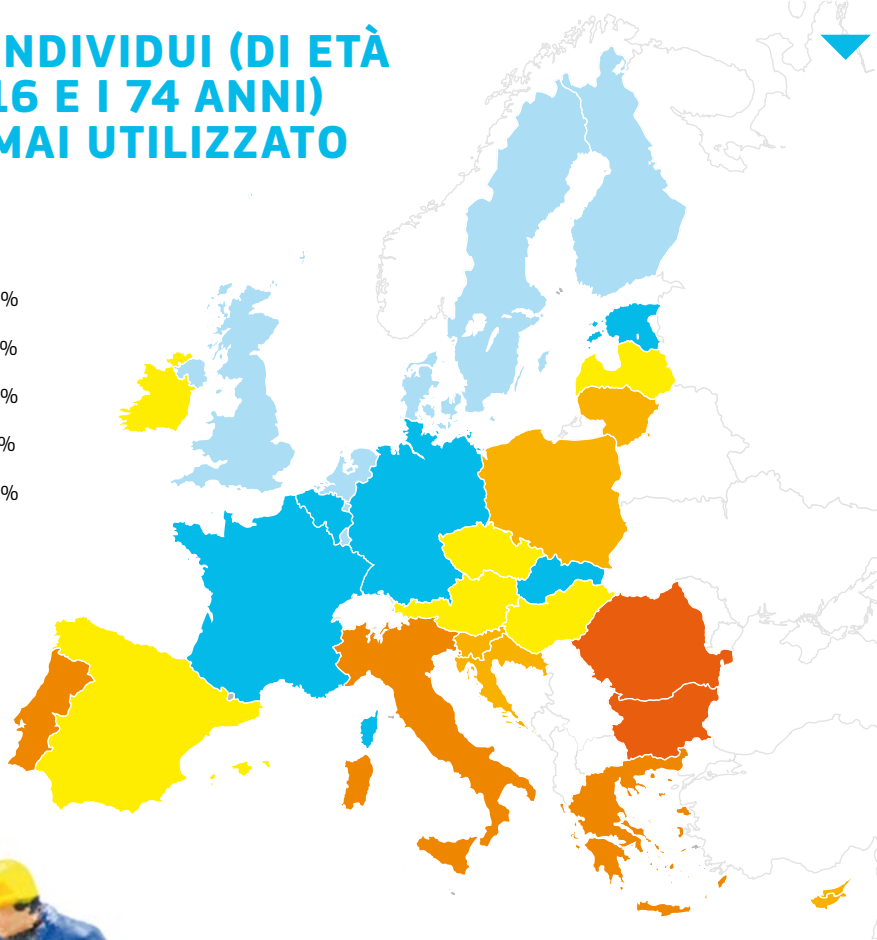 NDIVIDUI (DI ETÀ
16 E I 74 ANNI)
MAI UTILIZZATO
%
%
%
%
%